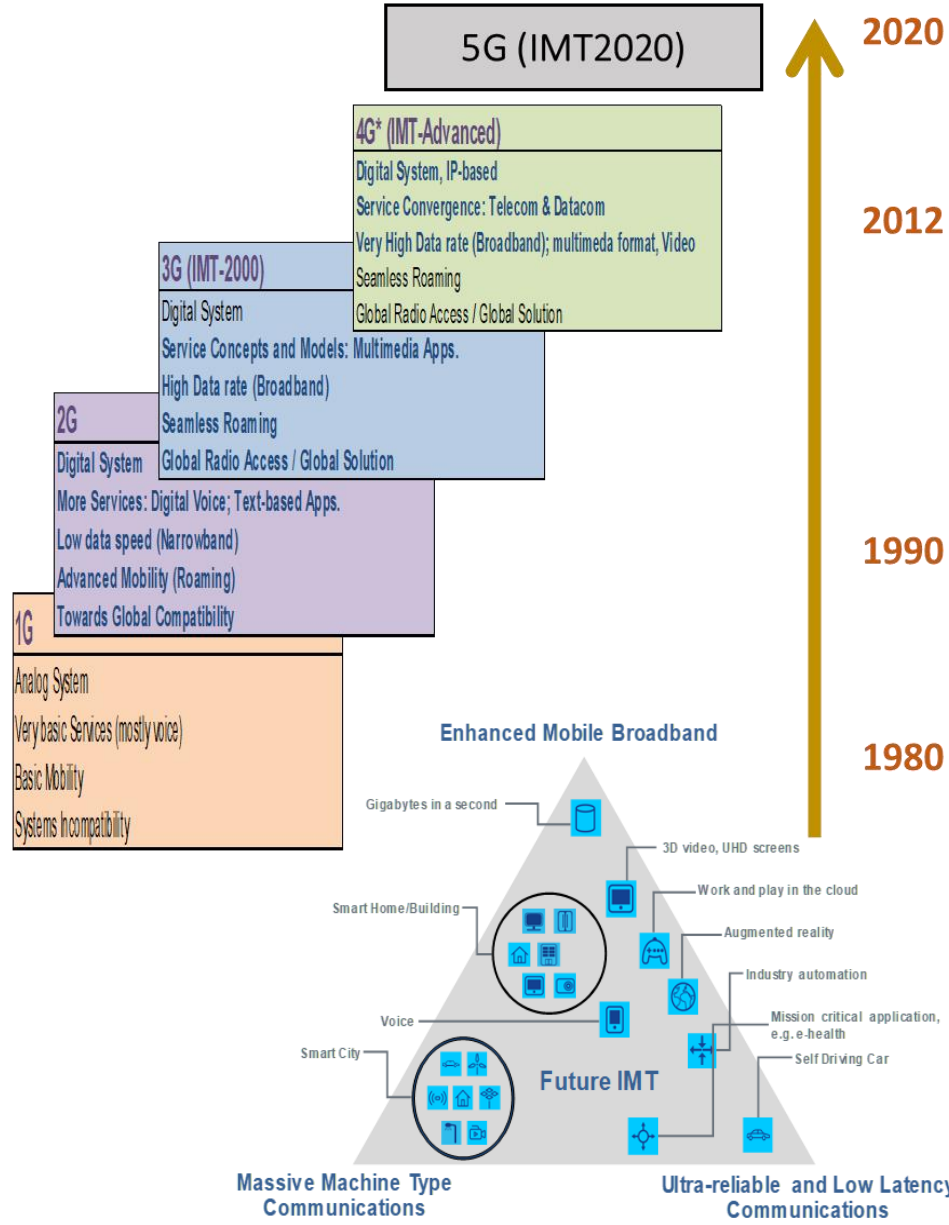 5G (IMT2020)
2020
4G* (IMT-Advanced)
Digital System, IP-based
Service Convergence: Telecom & Datacom
Very High Data rate (Broadband); multimeda format, Video
Seamless Roaming
Global Radio Access / Global Solution
2012
3G (IMT-2000)
Digital System
Service Concepts and Models: Multimedia Apps.
High Data rate (Broadband)
Seamless Roaming
Global Radio Access / Global Solution
2G
Digital System
More Services: Digital Voice; Text-based Apps.
Low data speed (Narrowband)
Advanced Mobility (Roaming)
Towards Global Compatibility
1990
1G
Analog System
Very basic Services (mostly voice)
Basic Mobility
Systems Incompatibility
1980
Enhanced Mobile Broadband
Gigabytes in a second
3D video, UHD screens
Work and play in the cloud
Smart Home/Building
Augmented reality
Industry automation
Voice
Mission critical application,
e.g. e-health
Smart City
Self Driving Car
Future IMT
Massive Machine Type
Communications
Ultra-reliable and Low Latency
Communications